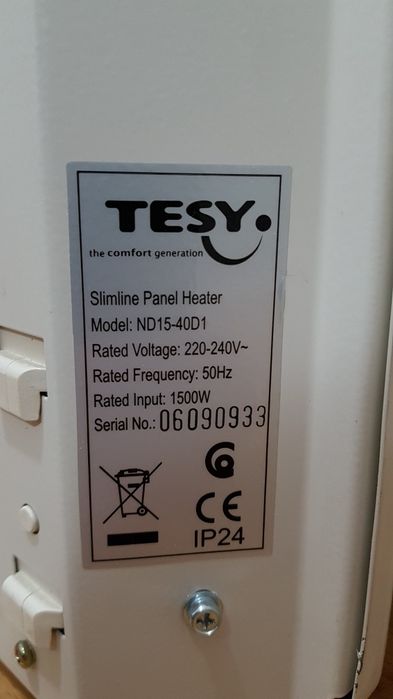 TESY
the comfort generation
Slimline Panel Heater
Model: ND15-40D1
Rated Voltage: 220-240V~
Rated Frequency: 50Hz
Rated Input: 1500W
Serial No.: 06090933
CE
IP24